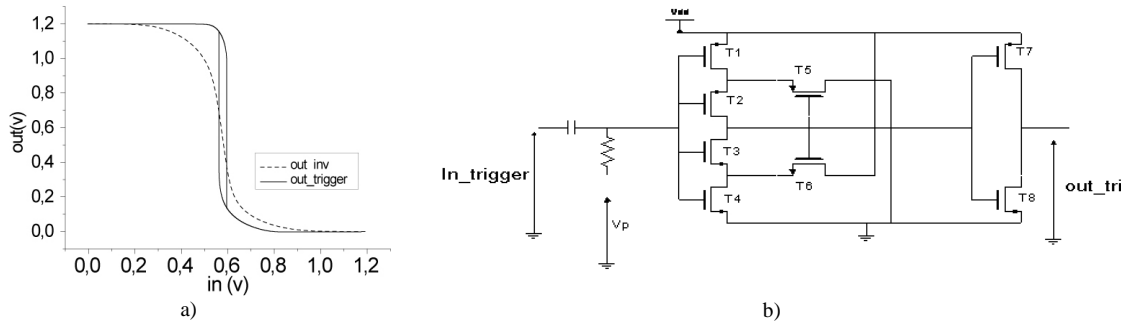 1,2
1,0
0,8
0,6
0,4
0,2
0,0
out(v)
out inv
out_trigger
0,0 0,2 0,4 0,6 0,8 1,0 1,2
in (v)
a)
Vdd
T1
T7
T5
T2
T3
In_trigger
T6
T4
T8
out_tri
Vp
b)